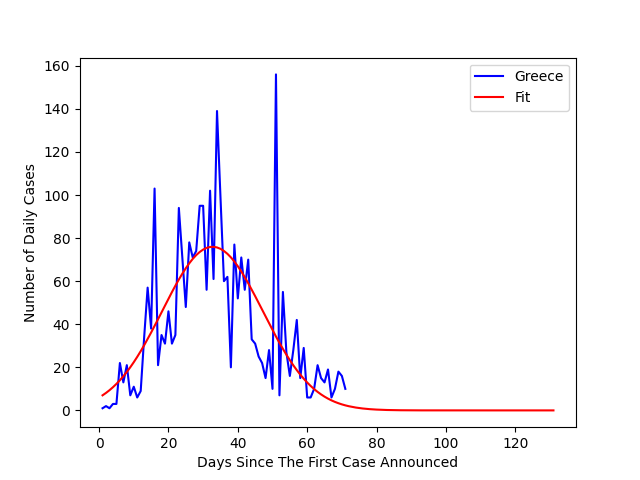 Greece
Fit
160
140
120
100
80
60
40
20
0
Number of Daily Cases
0 20 40 60 80 100 120
Days Since The First Case Announced